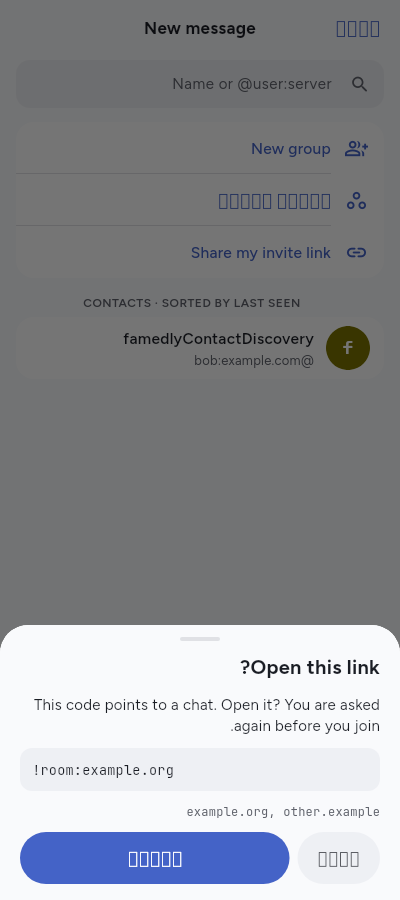 New message
Name or @user:server
New group
Share my invite link
CONTACTS · SORTED BY LAST SEEN
famedlyContactDiscovery
f
bob:example.com@
?Open this link
This code points to a chat. Open it? You are asked
.again before you join
!room:example.org
example.org, other.example